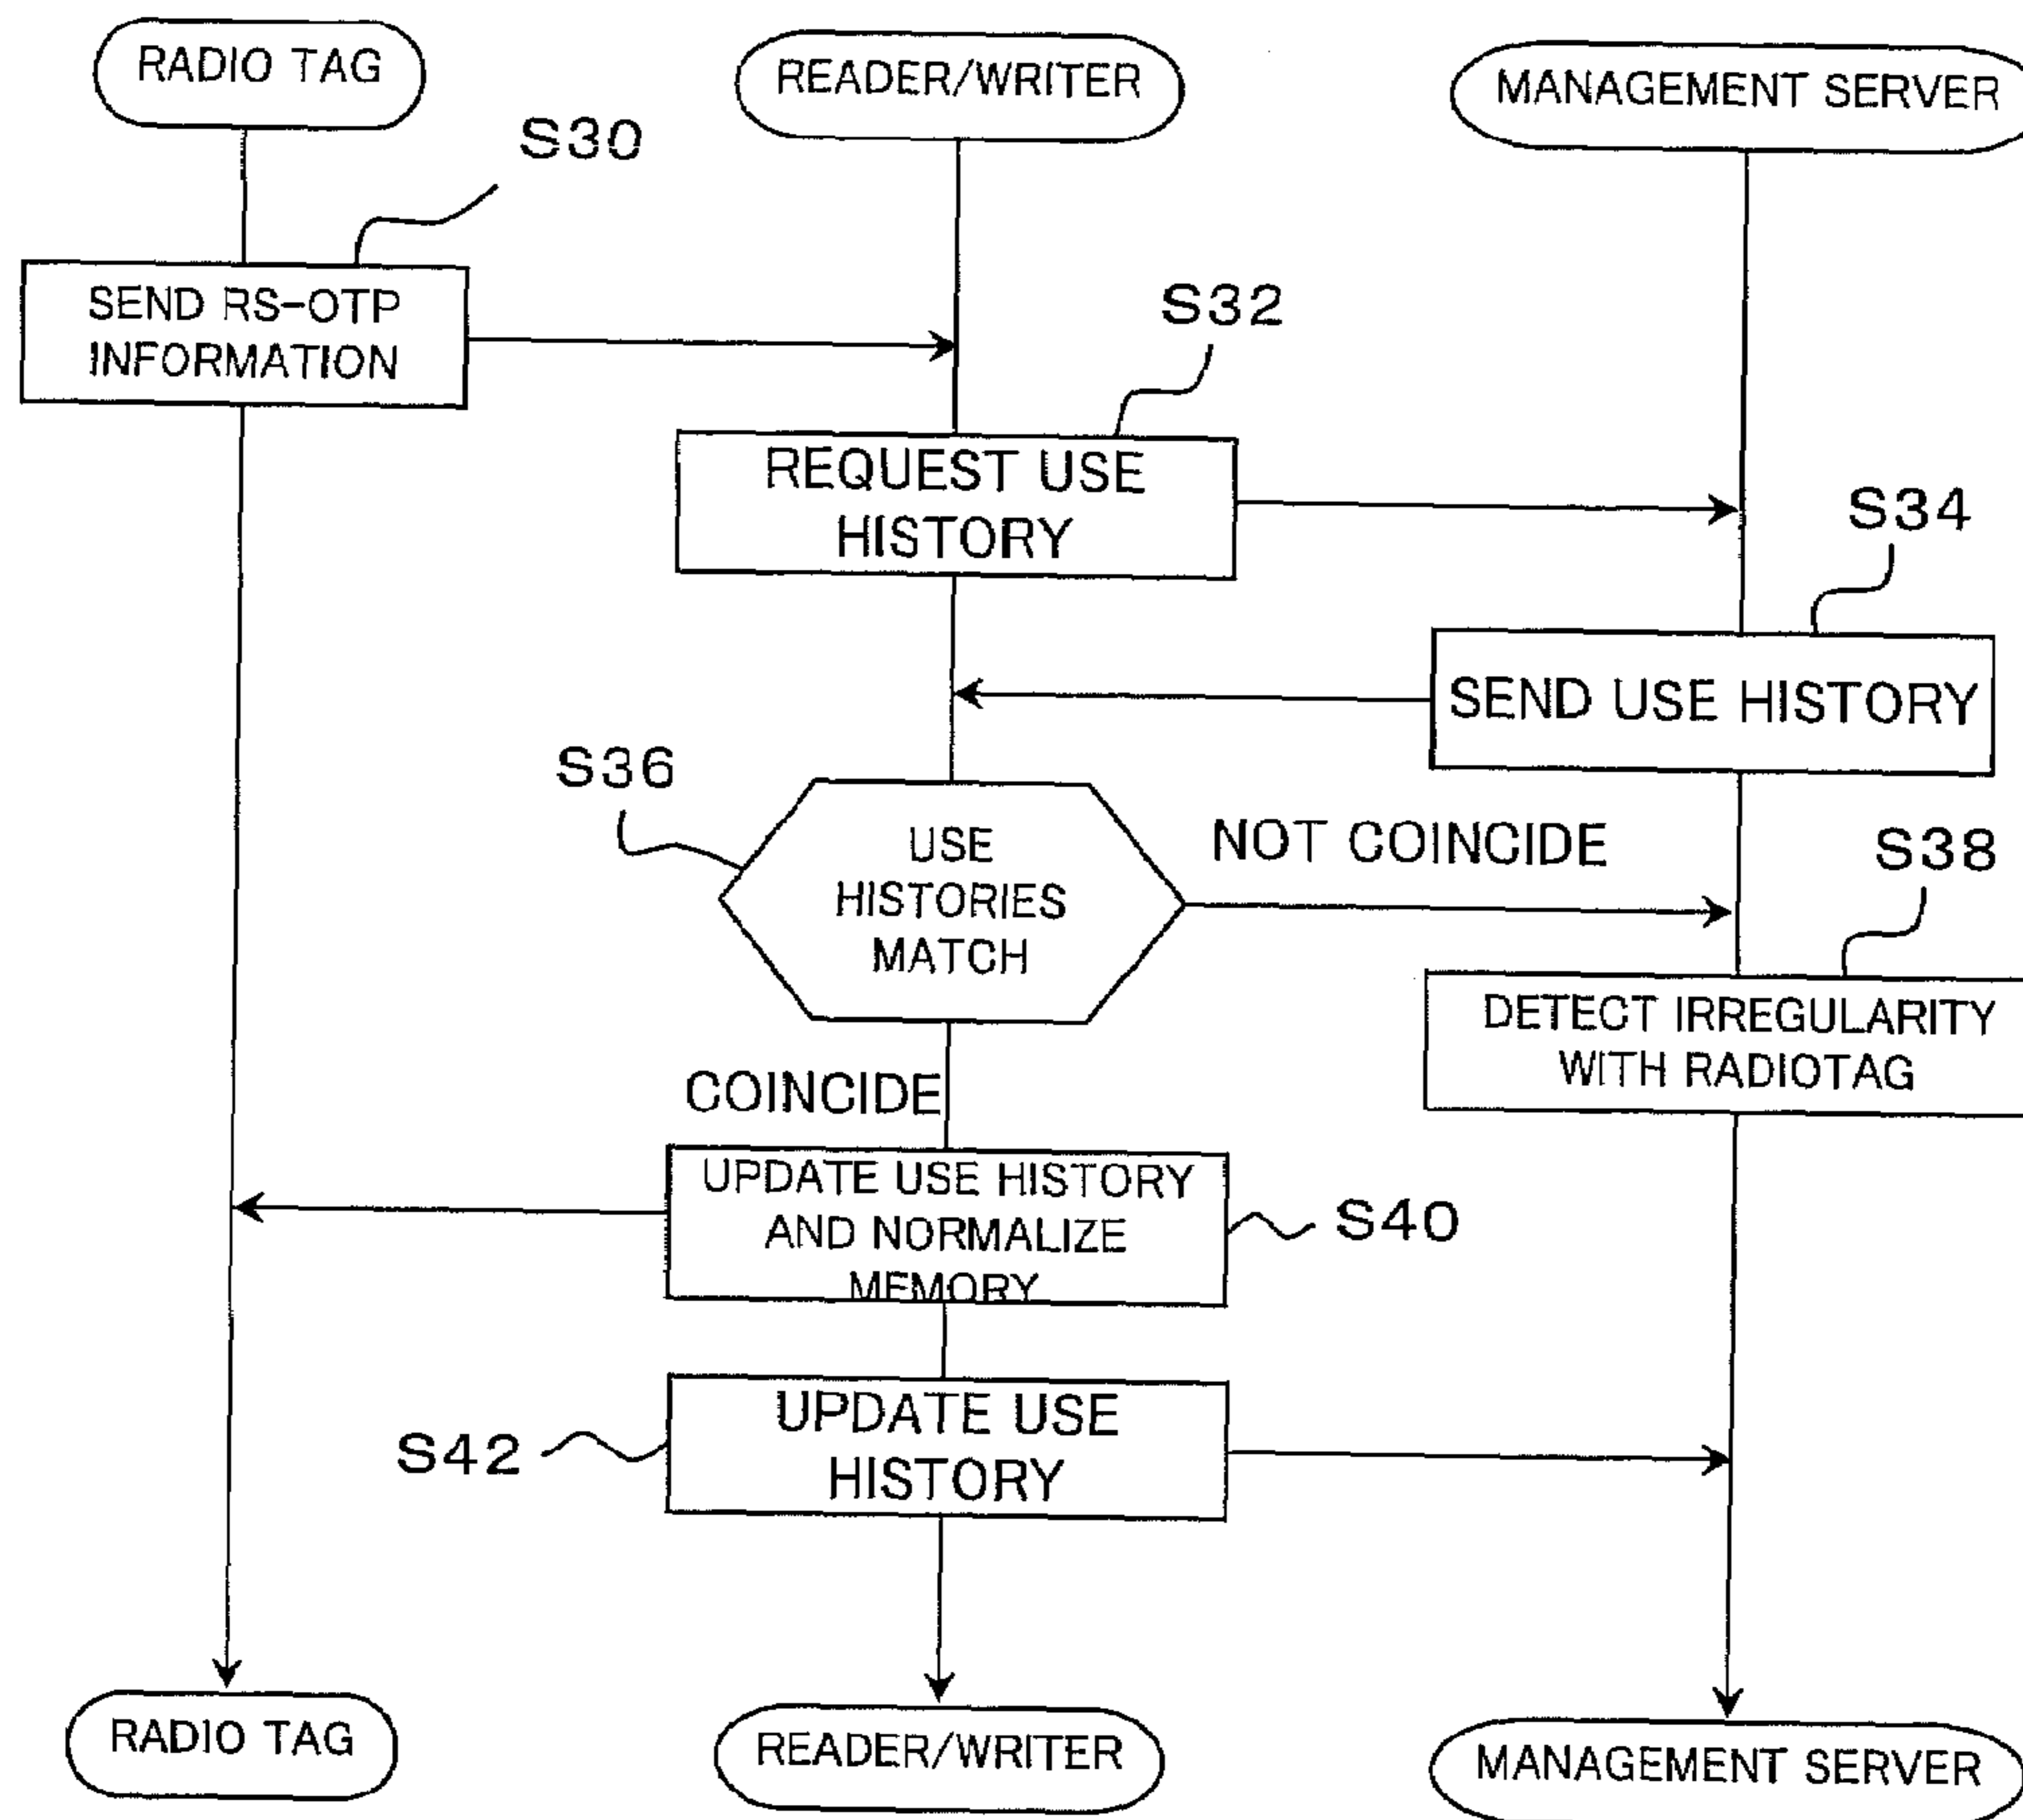 RADIO TAG
READER/WRITER
MANAGEMENT SERVER
S30
SEND RS-OTP
INFORMATION
S32
REQUEST USE
HISTORY
S34
SEND USE HISTORY
S36
USE
HISTORIES
MATCH
NOT COINCIDE
S38
DETECT IRREGULARITY
WITH RADIOTAG
COINCIDE
UPDATE USE HISTORY
AND NORMALIZE
MEMORY
S40
UPDATE USE
HISTORY
S42
RADIO TAG
READER/WRITER
MANAGEMENT SERVER